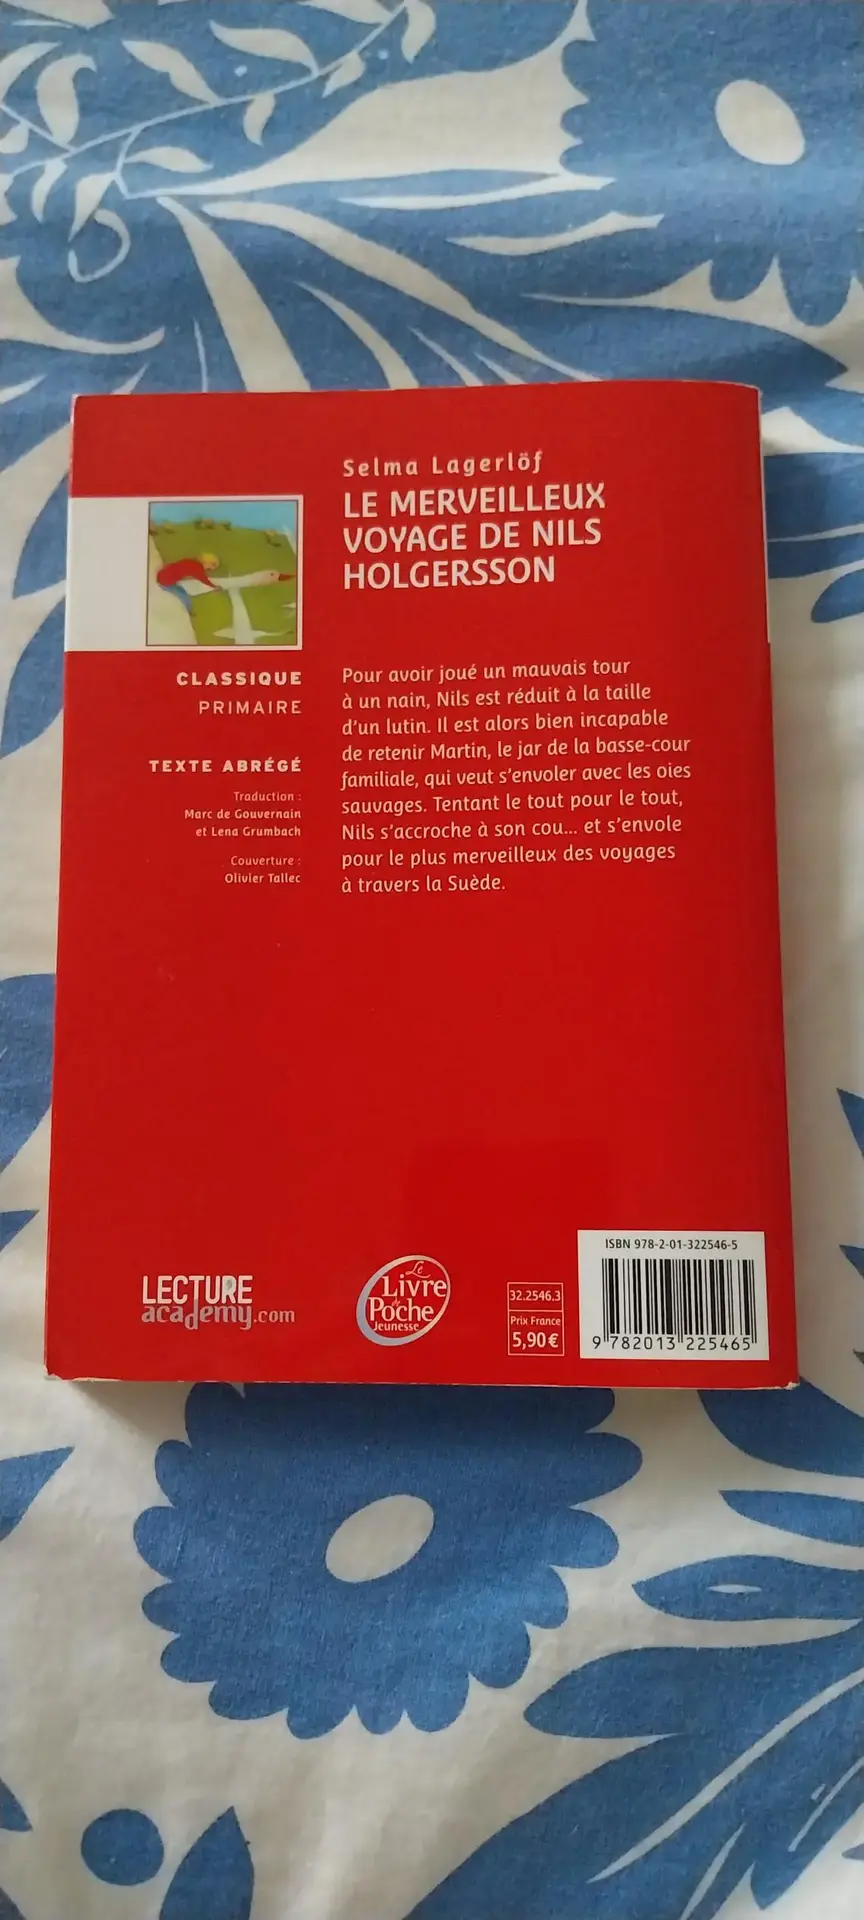 Selma Lagerlöf
LE MERVEILLEUX
VOYAGE DE NILS
HOLGERSSON
CLASSIQUE
PRIMAIRE
TEXTE ABRÉGÉ
Traduction :
Marc de Gouvernain
et Lena Grumbach
Couverture :
Olivier Tallec
Pour avoir joué un mauvais tour
à un nain, Nils est réduit à la taille
d'un lutin. Il est alors bien incapable
de retenir Martin, le jar de la basse-cour
familiale, qui veut s'envoler avec les oies
sauvages. Tentant le tout pour le tout,
Nils s'accroche à son cou... et s'envole
pour le plus merveilleux des voyages
à travers la Suède.
LECTURE
academy.com
Le
Livre
de
Poche
Jeunesse
32.2546.3
Prix France
5,90 €
ISBN 978-2-01-322546-5
9 782013 225465